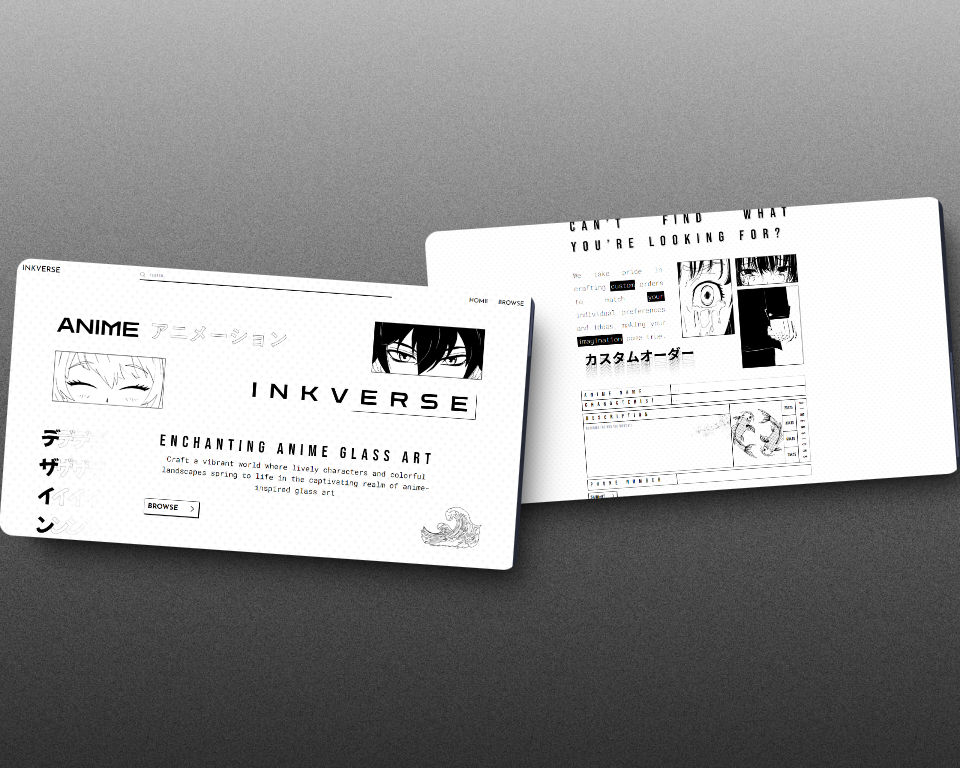 INKVERSE
HOME BROWSE
ANIME アニメーション
INKVERSE
デザイン
ENCHANTING ANIME GLASS ART
Craft a vibrant world where lively characters and colorful
landscapes spring to life in the captivating realm of anime-
inspired glass art
BROWSE >
CAN'T FIND WHAT
YOU'RE LOOKING FOR?
We take pride in
crafting custom orders
to match your
individual preferences
and ideas, making your
imagination come true.
カスタムオーダー
ANIME NAME
CHARACTER(S)
DESCRIPTION
PHONE NUMBER
SUBMIT